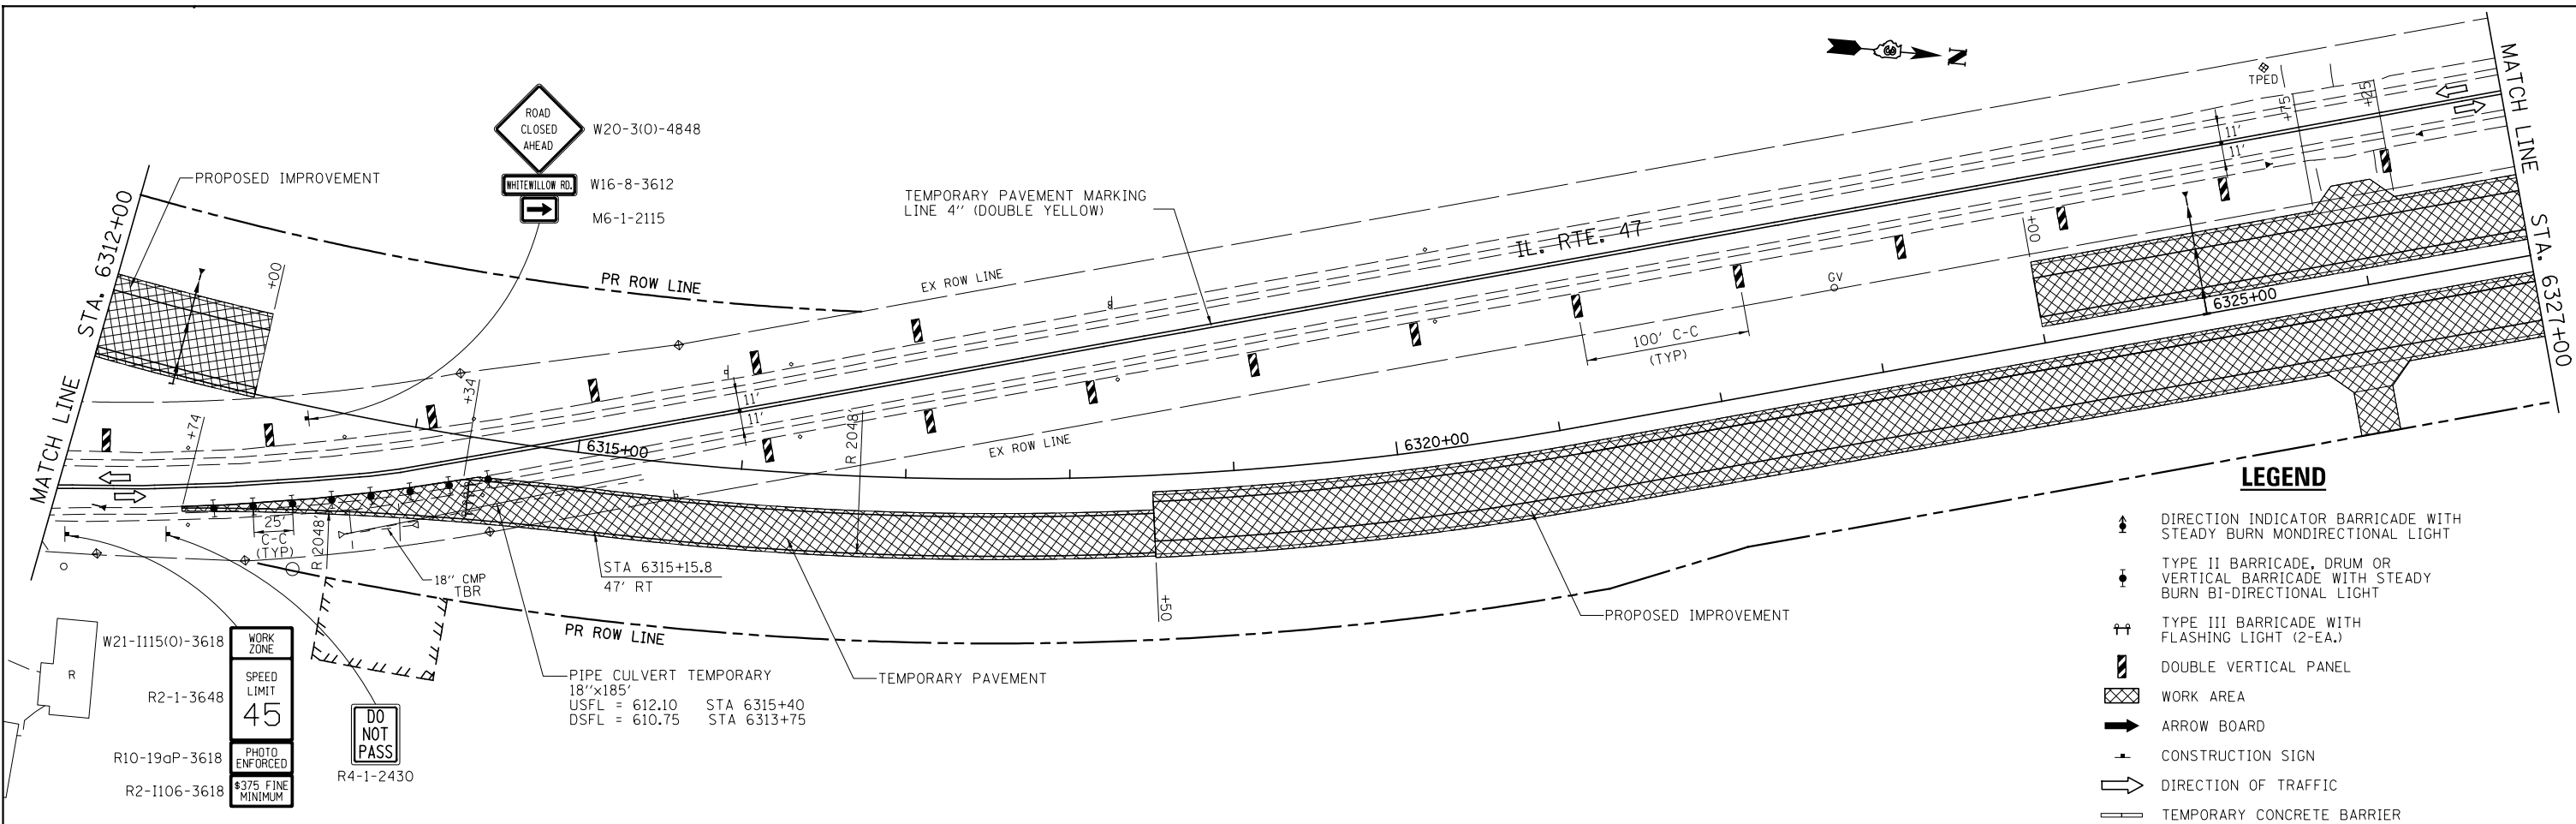 MATCH LINE STA. 6312+00
PROPOSED IMPROVEMENT
+00
ROAD
CLOSED
AHEAD
W20-3(O)-4848
WHITEWILLOW RD.
W16-8-3612
M6-1-2115
PR ROW LINE
EX ROW LINE
TEMPORARY PAVEMENT MARKING
LINE 4" (DOUBLE YELLOW)
IL. RTE. 47
N
TPED
+75
+25
11'
11'
MATCH LINE STA. 6327+00
+00
GV
100' C-C
(TYP)
6325+00
+74
+34
11'
11'
6315+00
R 2048'
EX ROW LINE
6320+00
25'
C-C
(TYP)
R 2048'
18" CMP
TBR
STA 6315+15.8
47' RT
+50
PROPOSED IMPROVEMENT
PR ROW LINE
PIPE CULVERT TEMPORARY
18"x185'
USFL = 612.10 STA 6315+40
DSFL = 610.75 STA 6313+75
TEMPORARY PAVEMENT
R
W21-I115(O)-3618
WORK
ZONE
R2-1-3648
SPEED
LIMIT
45
R10-19aP-3618
PHOTO
ENFORCED
R2-I106-3618
$375 FINE
MINIMUM
DO
NOT
PASS
R4-1-2430
LEGEND
DIRECTION INDICATOR BARRICADE WITH
STEADY BURN MONDIRECTIONAL LIGHT
TYPE II BARRICADE, DRUM OR
VERTICAL BARRICADE WITH STEADY
BURN BI-DIRECTIONAL LIGHT
TYPE III BARRICADE WITH
FLASHING LIGHT (2-EA.)
DOUBLE VERTICAL PANEL
WORK AREA
ARROW BOARD
CONSTRUCTION SIGN
DIRECTION OF TRAFFIC
TEMPORARY CONCRETE BARRIER